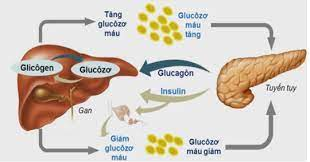 Tăng
glucôzơ
máu
Glucôzơ
máu
tăng
Glicôgen
Glucôzơ
Glucagôn
Insulin
Gan
Tuyến tụy
Giảm
glucôzơ
máu
Glucôzơ
máu giảm